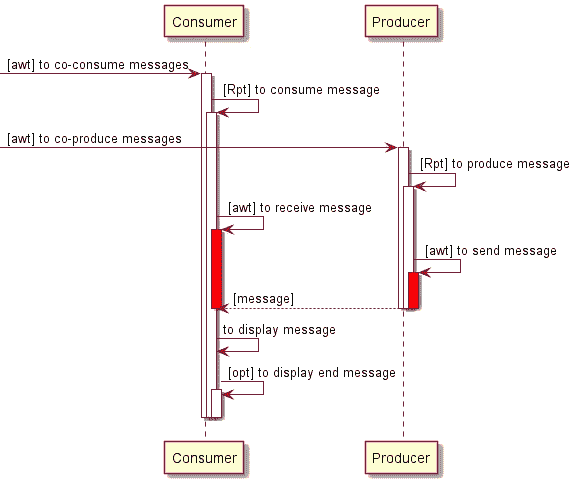 Consumer
Producer
[awt] to co-consume messages
[Rpt] to consume message
[awt] to co-produce messages
[Rpt] to produce message
[awt] to receive message
[awt] to send message
[message]
to display message
[opt] to display end message
Consumer
Producer